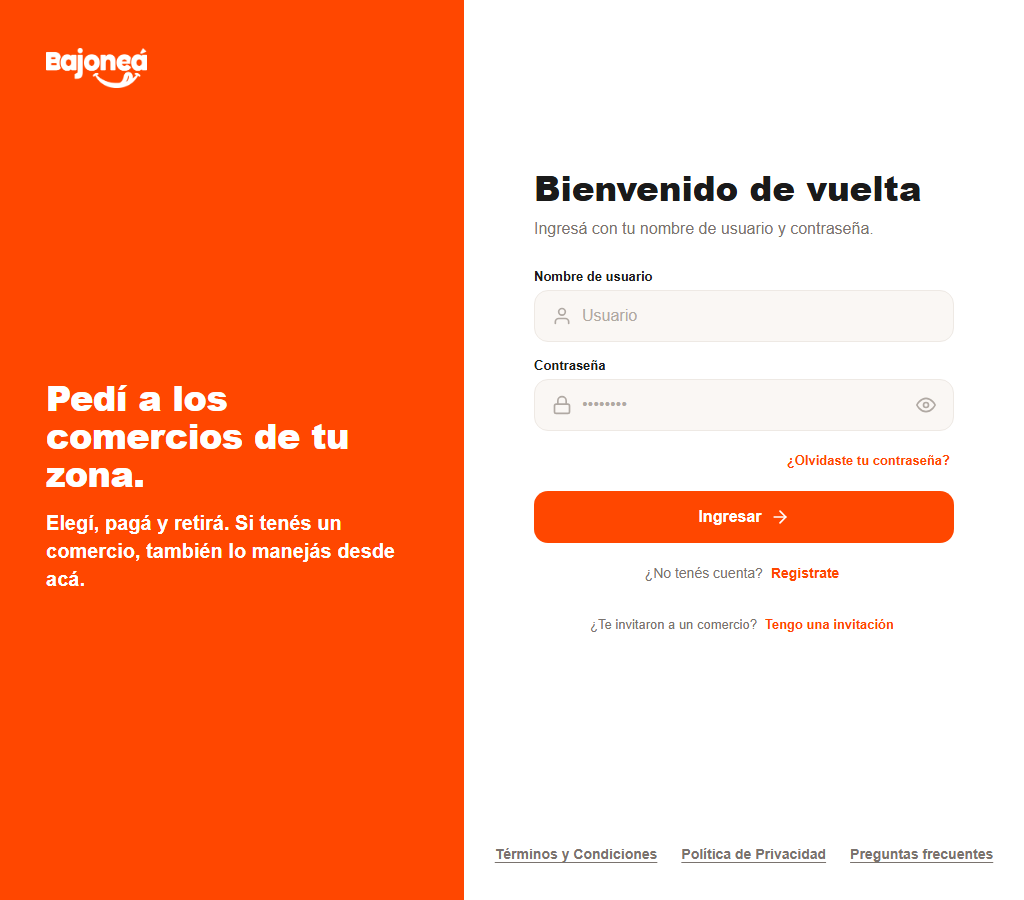 Bajoneá
Pedí a los
comercios de tu
zona.
Elegí, pagá y retirá. Si tenés un
comercio, también lo manejás desde
acá.
Bienvenido de vuelta
Ingresá con tu nombre de usuario y contraseña.
Nombre de usuario
Usuario
Contraseña
••••••••
¿Olvidaste tu contraseña?
Ingresar →
¿No tenés cuenta? Registrate
¿Te invitaron a un comercio? Tengo una invitación
Términos y Condiciones Política de Privacidad Preguntas frecuentes